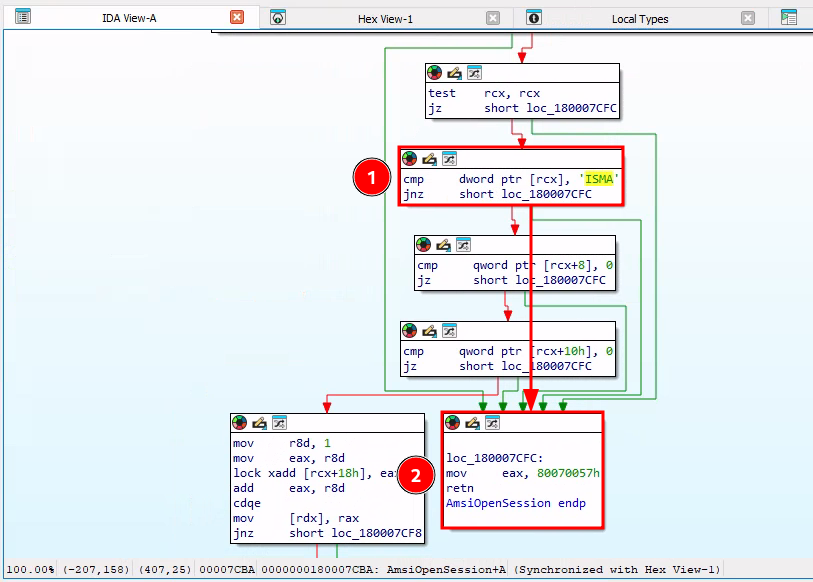 IDA View-A
Hex View-1
Local Types
test rcx, rcx
jz short loc_180007CFC
1
cmp dword ptr [rcx], 'ISMA'
jnz short loc_180007CFC
cmp qword ptr [rcx+8], 0
jz short loc_180007CFC
cmp qword ptr [rcx+10h], 0
jz short loc_180007CFC
mov r8d, 1
mov eax, r8d
lock xadd [rcx+18h], eax
add eax, r8d
cdqe
mov [rdx], rax
jnz short loc_180007CF8
2
loc_180007CFC:
mov eax, 80070057h
retn
AmsiOpenSession endp
100.00% (-207,158) (407,25) 00007CBA 0000000180007CBA: AmsiOpenSession+A (Synchronized with Hex View-1)